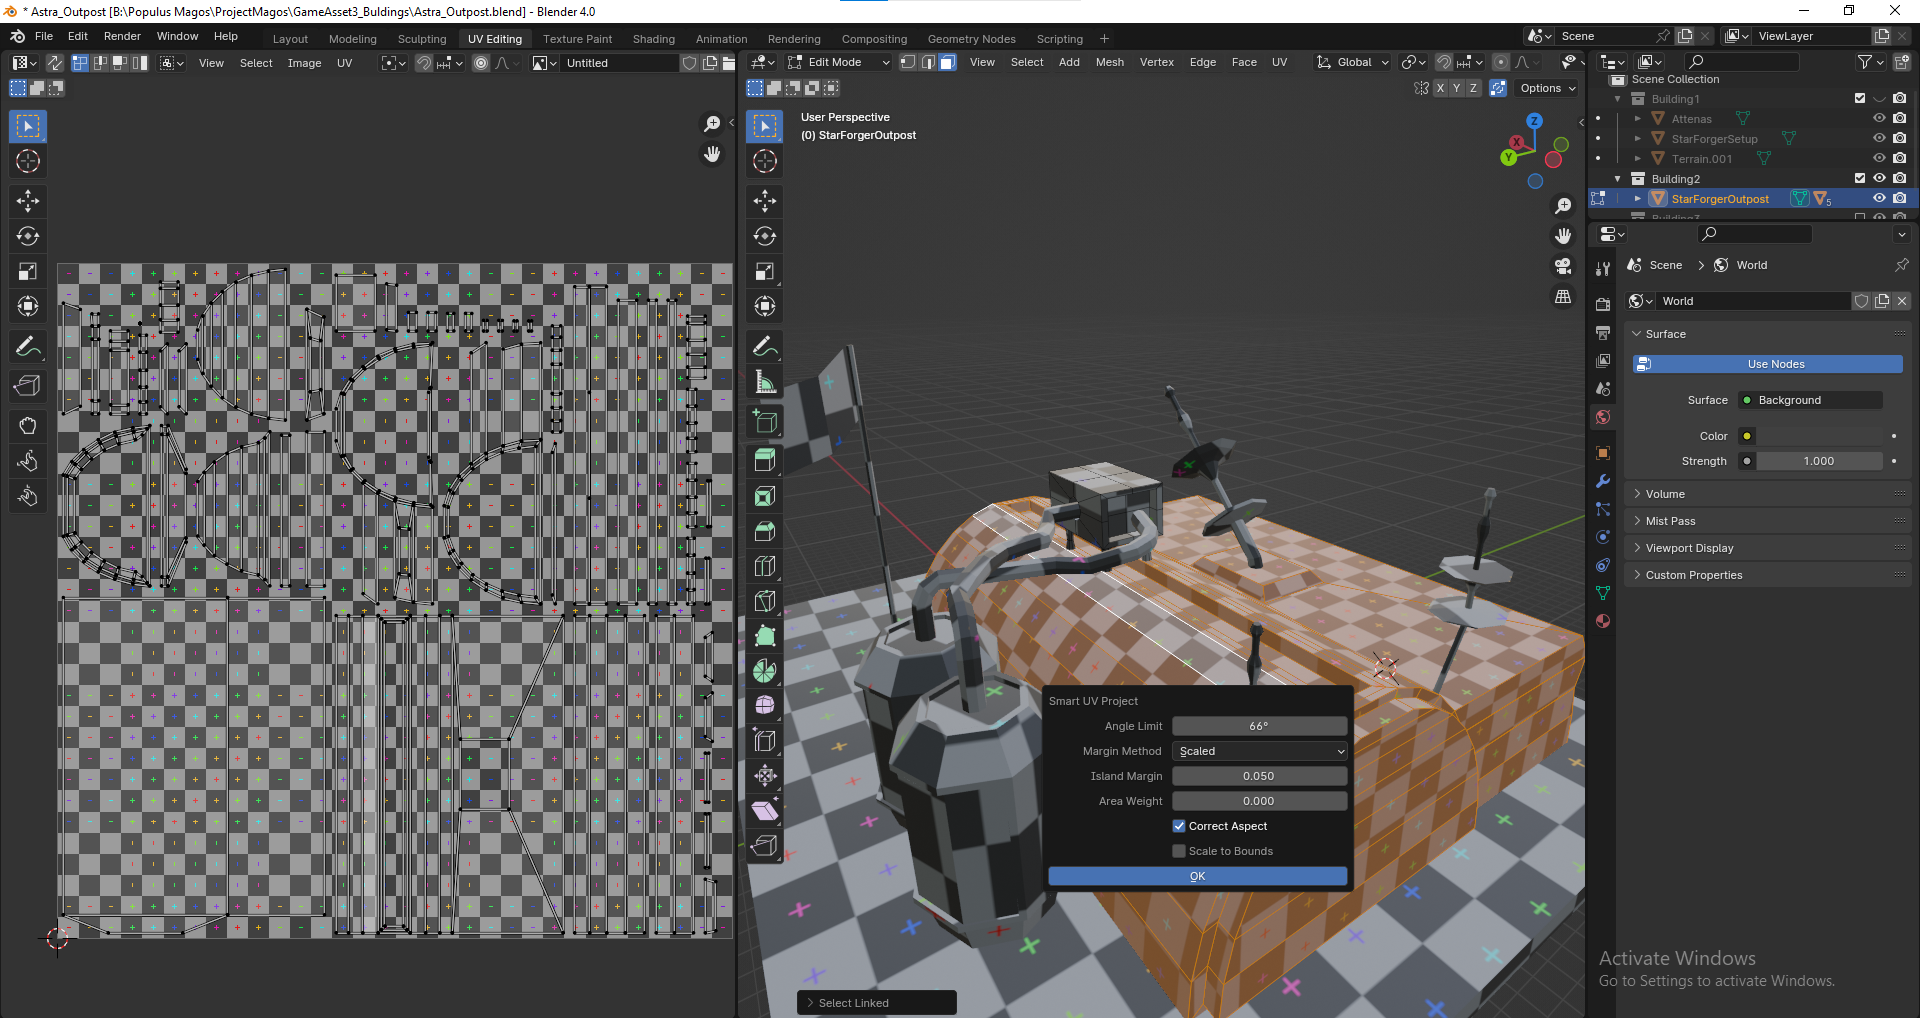 * Astra_Outpost [B:\Populus Magos\ProjectMagos\GameAsset3_Buldings\Astra_Outpost.blend] - Blender 4.0
File Edit Render Window Help Layout Modeling Sculpting UV Editing Texture Paint Shading Animation Rendering Compositing Geometry Nodes Scripting + Scene ViewLayer
View Select Image UV Untitled Edit Mode View Select Add Mesh Vertex Edge Face UV Global
X Y Z Options
Scene Collection
Building1
Attenas
StarForgerSetup
Terrain.001
Building2
StarForgerOutpost 5
User Perspective
(0) StarForgerOutpost
Z
X
Y
Scene > World
World
Surface
Use Nodes
Surface Background
Color
Strength 1.000
Volume
Mist Pass
Viewport Display
Custom Properties
Smart UV Project
Angle Limit 66°
Margin Method Scaled
Island Margin 0.050
Area Weight 0.000
Correct Aspect
Scale to Bounds
OK
Select Linked
Activate Windows
Go to Settings to activate Windows.